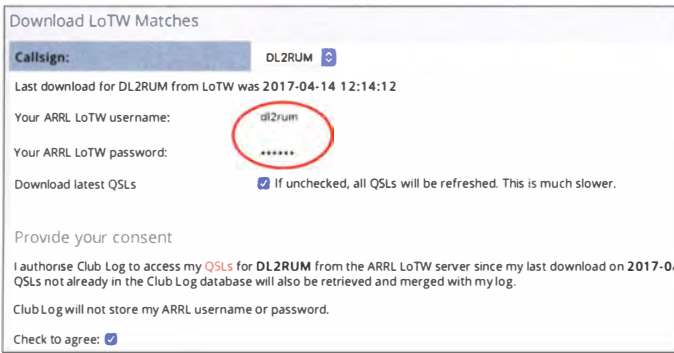 Download LoTW Matches
Callsign: DL2RUM
Last download for DL2RUM from LoTW was 2017-04-14 12:14:12
Your ARRL LoTW username: dl2rum
Your ARRL LoTW password: ••••••
Download latest QSLs If unchecked, all QSLs will be refreshed. This is much slower.
Provide your consent
I authorise Club Log to access my QSLs for DL2RUM from the ARRL LoTW server since my last download on 2017-0
QSLs not already in the Club Log database will also be retrieved and merged with my log.
Club Log will not store my ARRL username or password.
Check to agree: